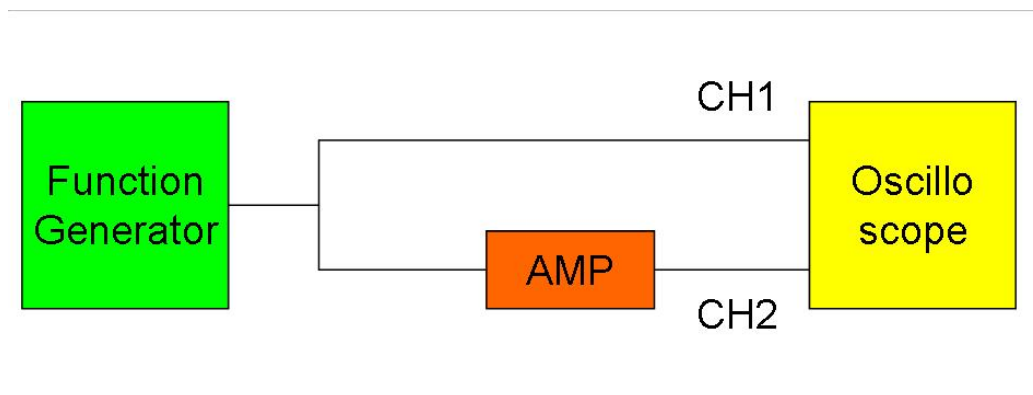 CH1
Function
Generator
Oscillo
scope
AMP
CH2